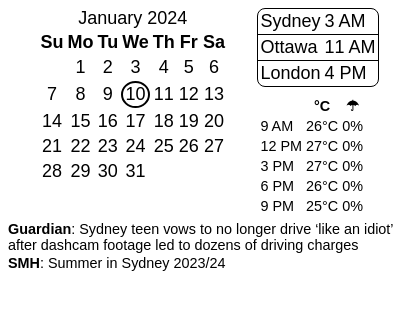 January 2024
Su Mo Tu We Th Fr Sa
1 2 3 4 5 6
7 8 9 10 11 12 13
14 15 16 17 18 19 20
21 22 23 24 25 26 27
28 29 30 31
Sydney 3 AM
Ottawa 11 AM
London 4 PM
°C ☂
9 AM 26°C 0%
12 PM 27°C 0%
3 PM 27°C 0%
6 PM 26°C 0%
9 PM 25°C 0%
Guardian: Sydney teen vows to no longer drive ‘like an idiot’
after dashcam footage led to dozens of driving charges
SMH: Summer in Sydney 2023/24